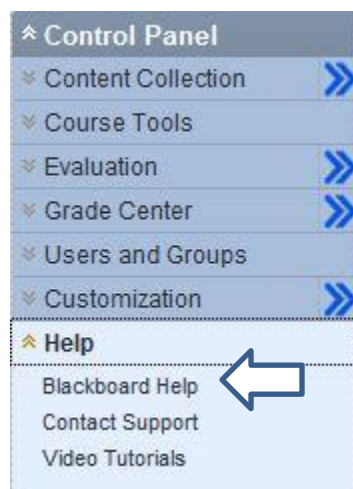 Control Panel
Content Collection
Course Tools
Evaluation
Grade Center
Users and Groups
Customization
Help
Blackboard Help
Contact Support
Video Tutorials